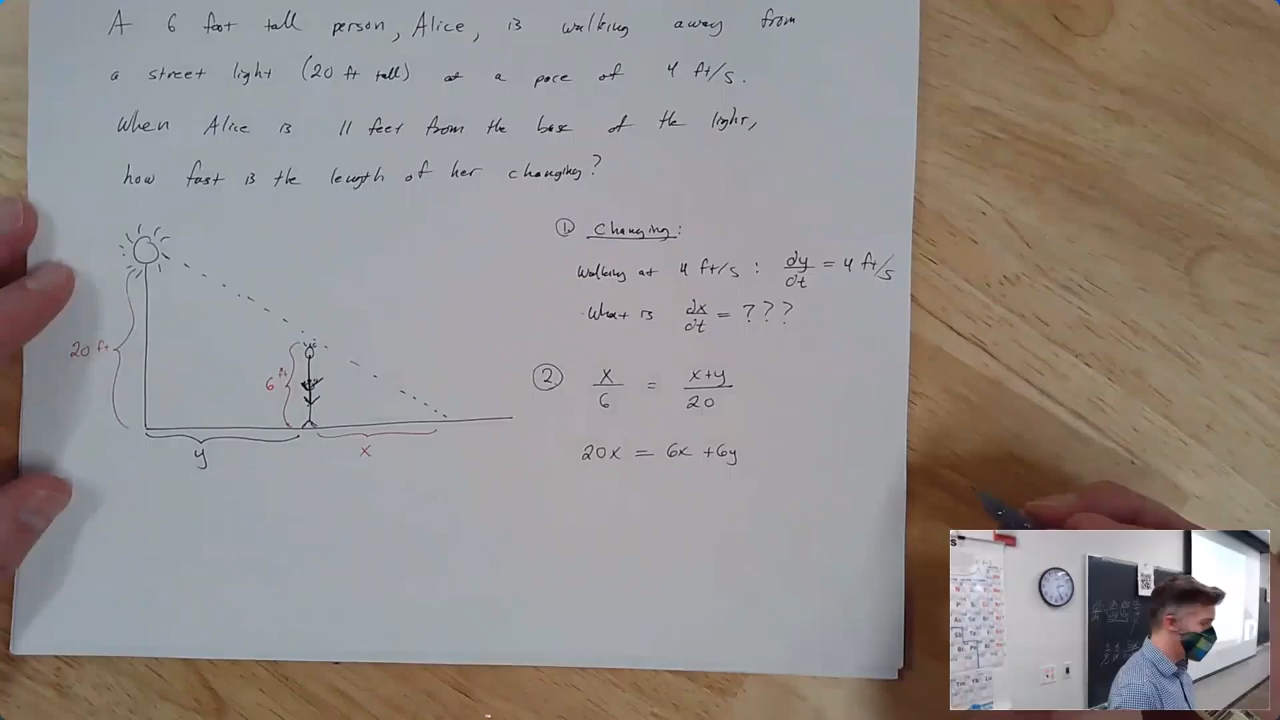 A 6 foot tall person, Alice, is walking away from
a street light (20 ft tall) at a pace of 4 ft/s.
When Alice is 11 feet from the base of the light,
how fast is the length of her changing?
① Changing:
Walking at 4 ft/s : dy/dt = 4 ft/s
What is dx/dt = ???
20 ft
6 ft
y
x
② x/6 = x+y/20
20x = 6x + 6y